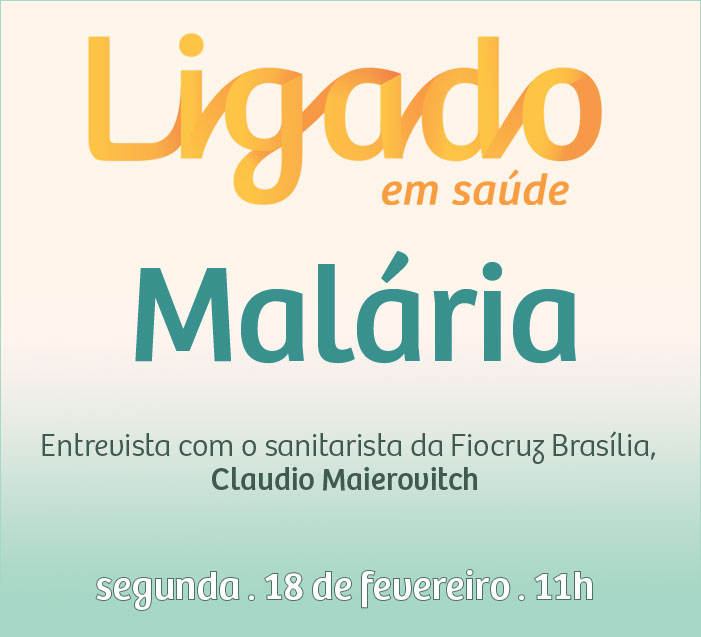 Ligado
em saúde
Malária
Entrevista com o sanitarista da Fiocruz Brasília,
Claudio Maierovitch
segunda . 18 de fevereiro . 11h